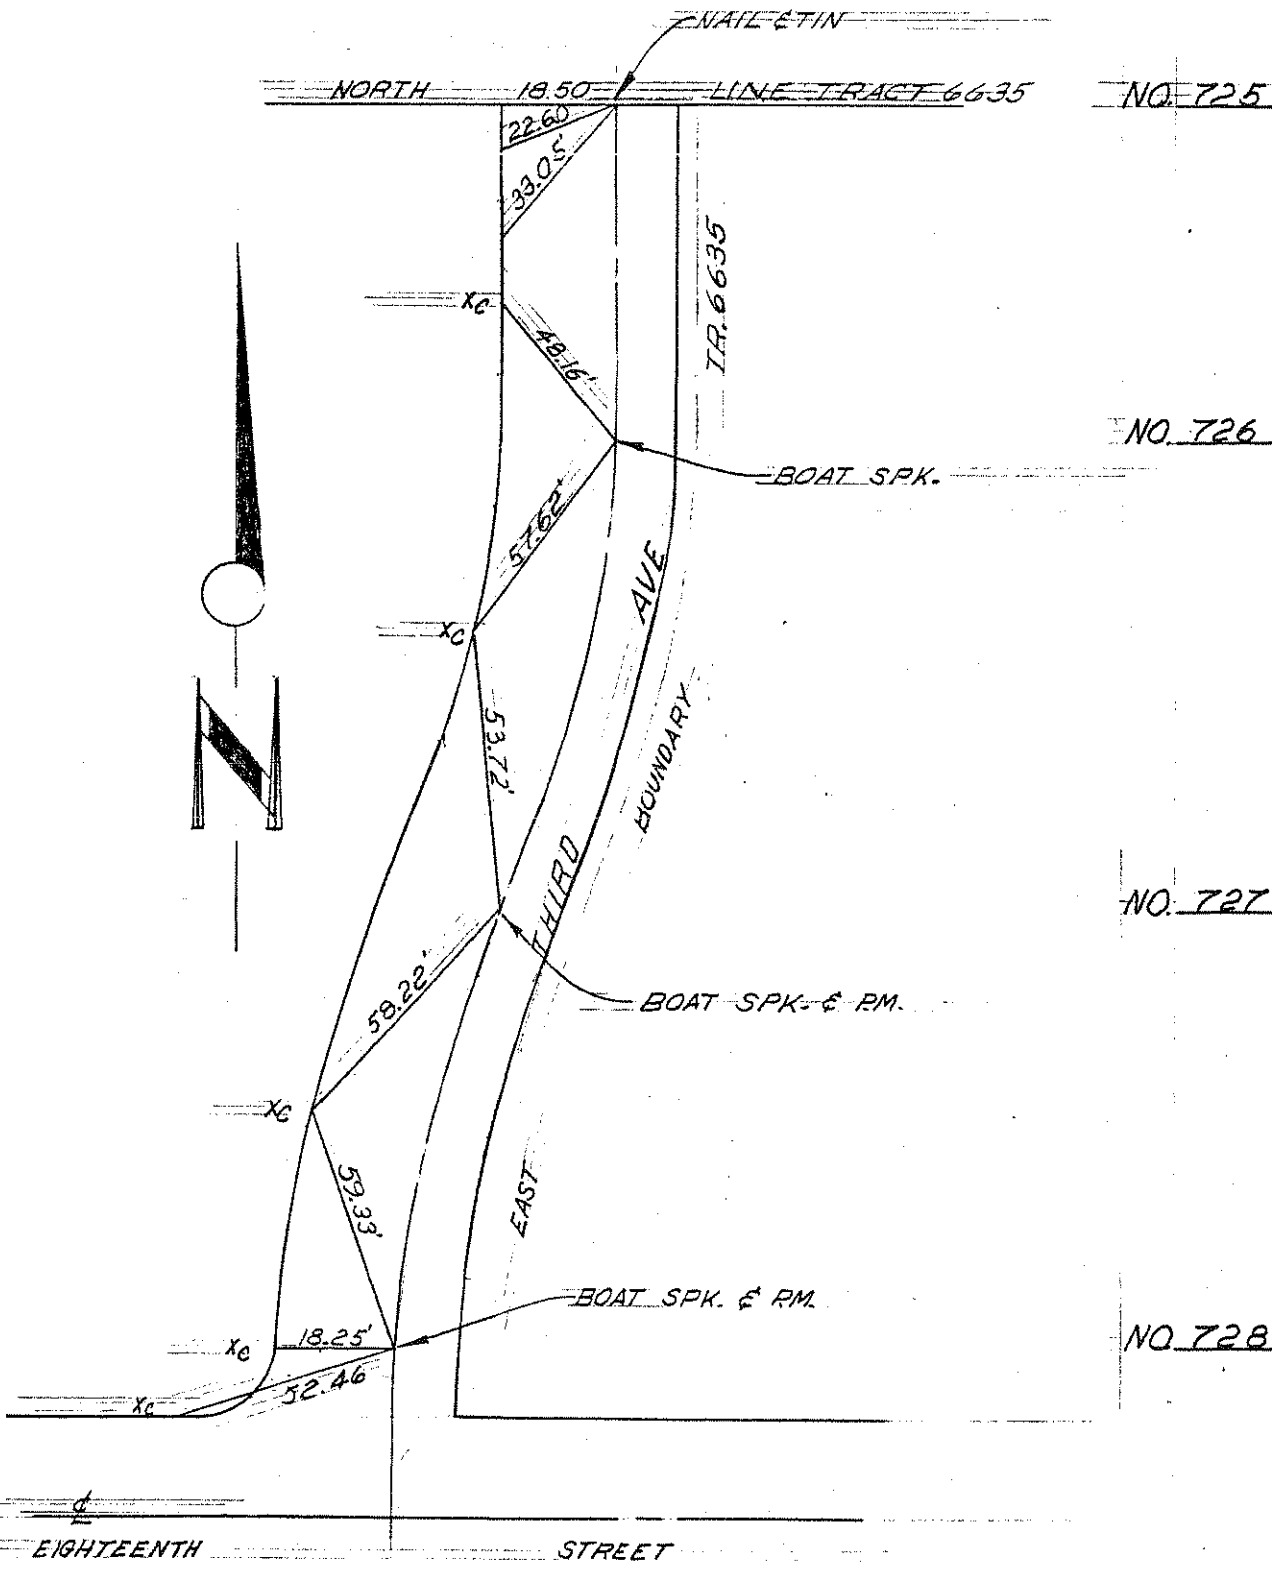 NAIL & TIN
NORTH 18.50 LINE TRACT 6635 NO. 725
22.60
33.05'
TR. 6635
Xc
48.16'
NO. 726
BOAT SPK.
57.62'
AVE
Xc
N
53.72'
BOUNDARY
THIRD
NO. 727
58.22'
BOAT SPK. & P.M.
Xc
59.33'
EAST
BOAT SPK. & P.M.
Xc 18.25' NO. 728
52.46
Xc
℄
EIGHTEENTH STREET